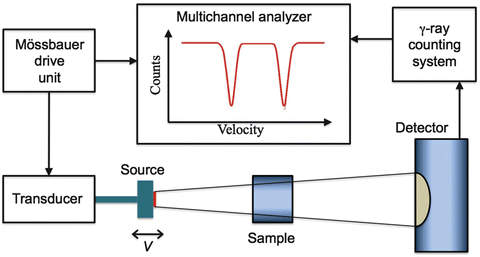 Mössbauer
drive
unit
Multichannel analyzer
Counts
Velocity
γ-ray
counting
system
Detector
Transducer
Source
V
Sample